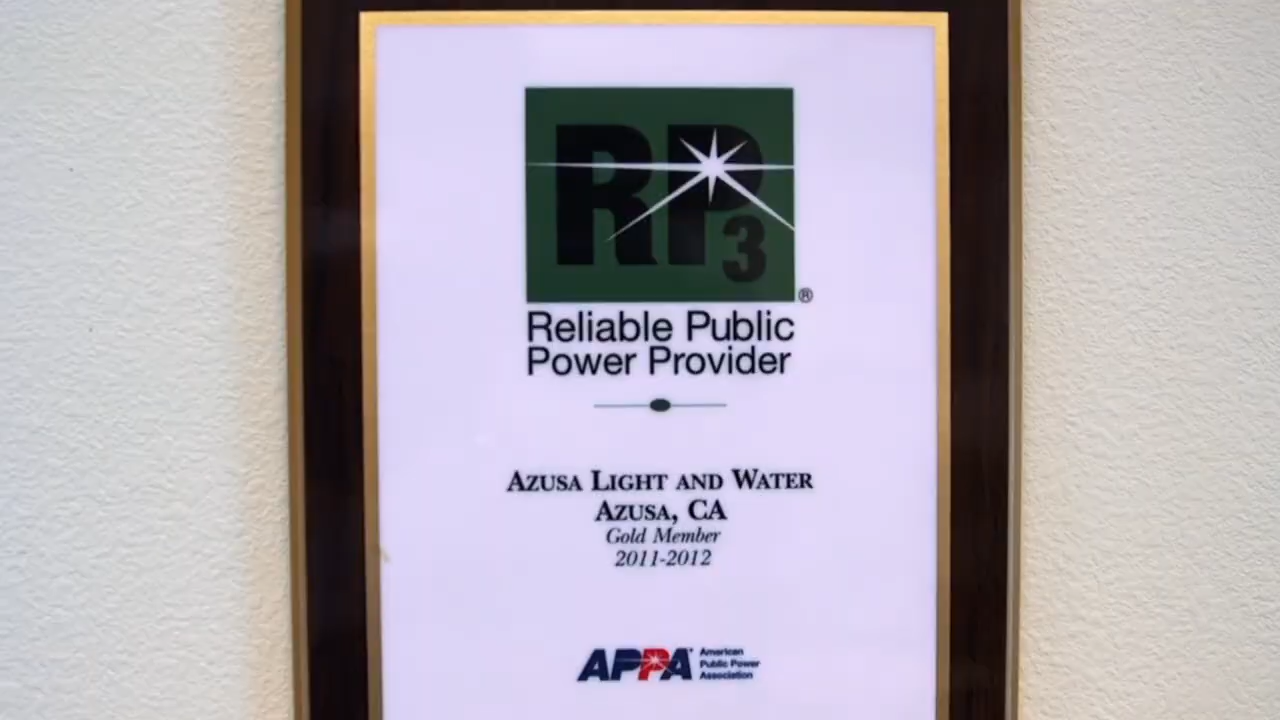 RP3
®
Reliable Public
Power Provider
AZUSA LIGHT AND WATER
AZUSA, CA
Gold Member
2011-2012
APPA American
Public Power
Association